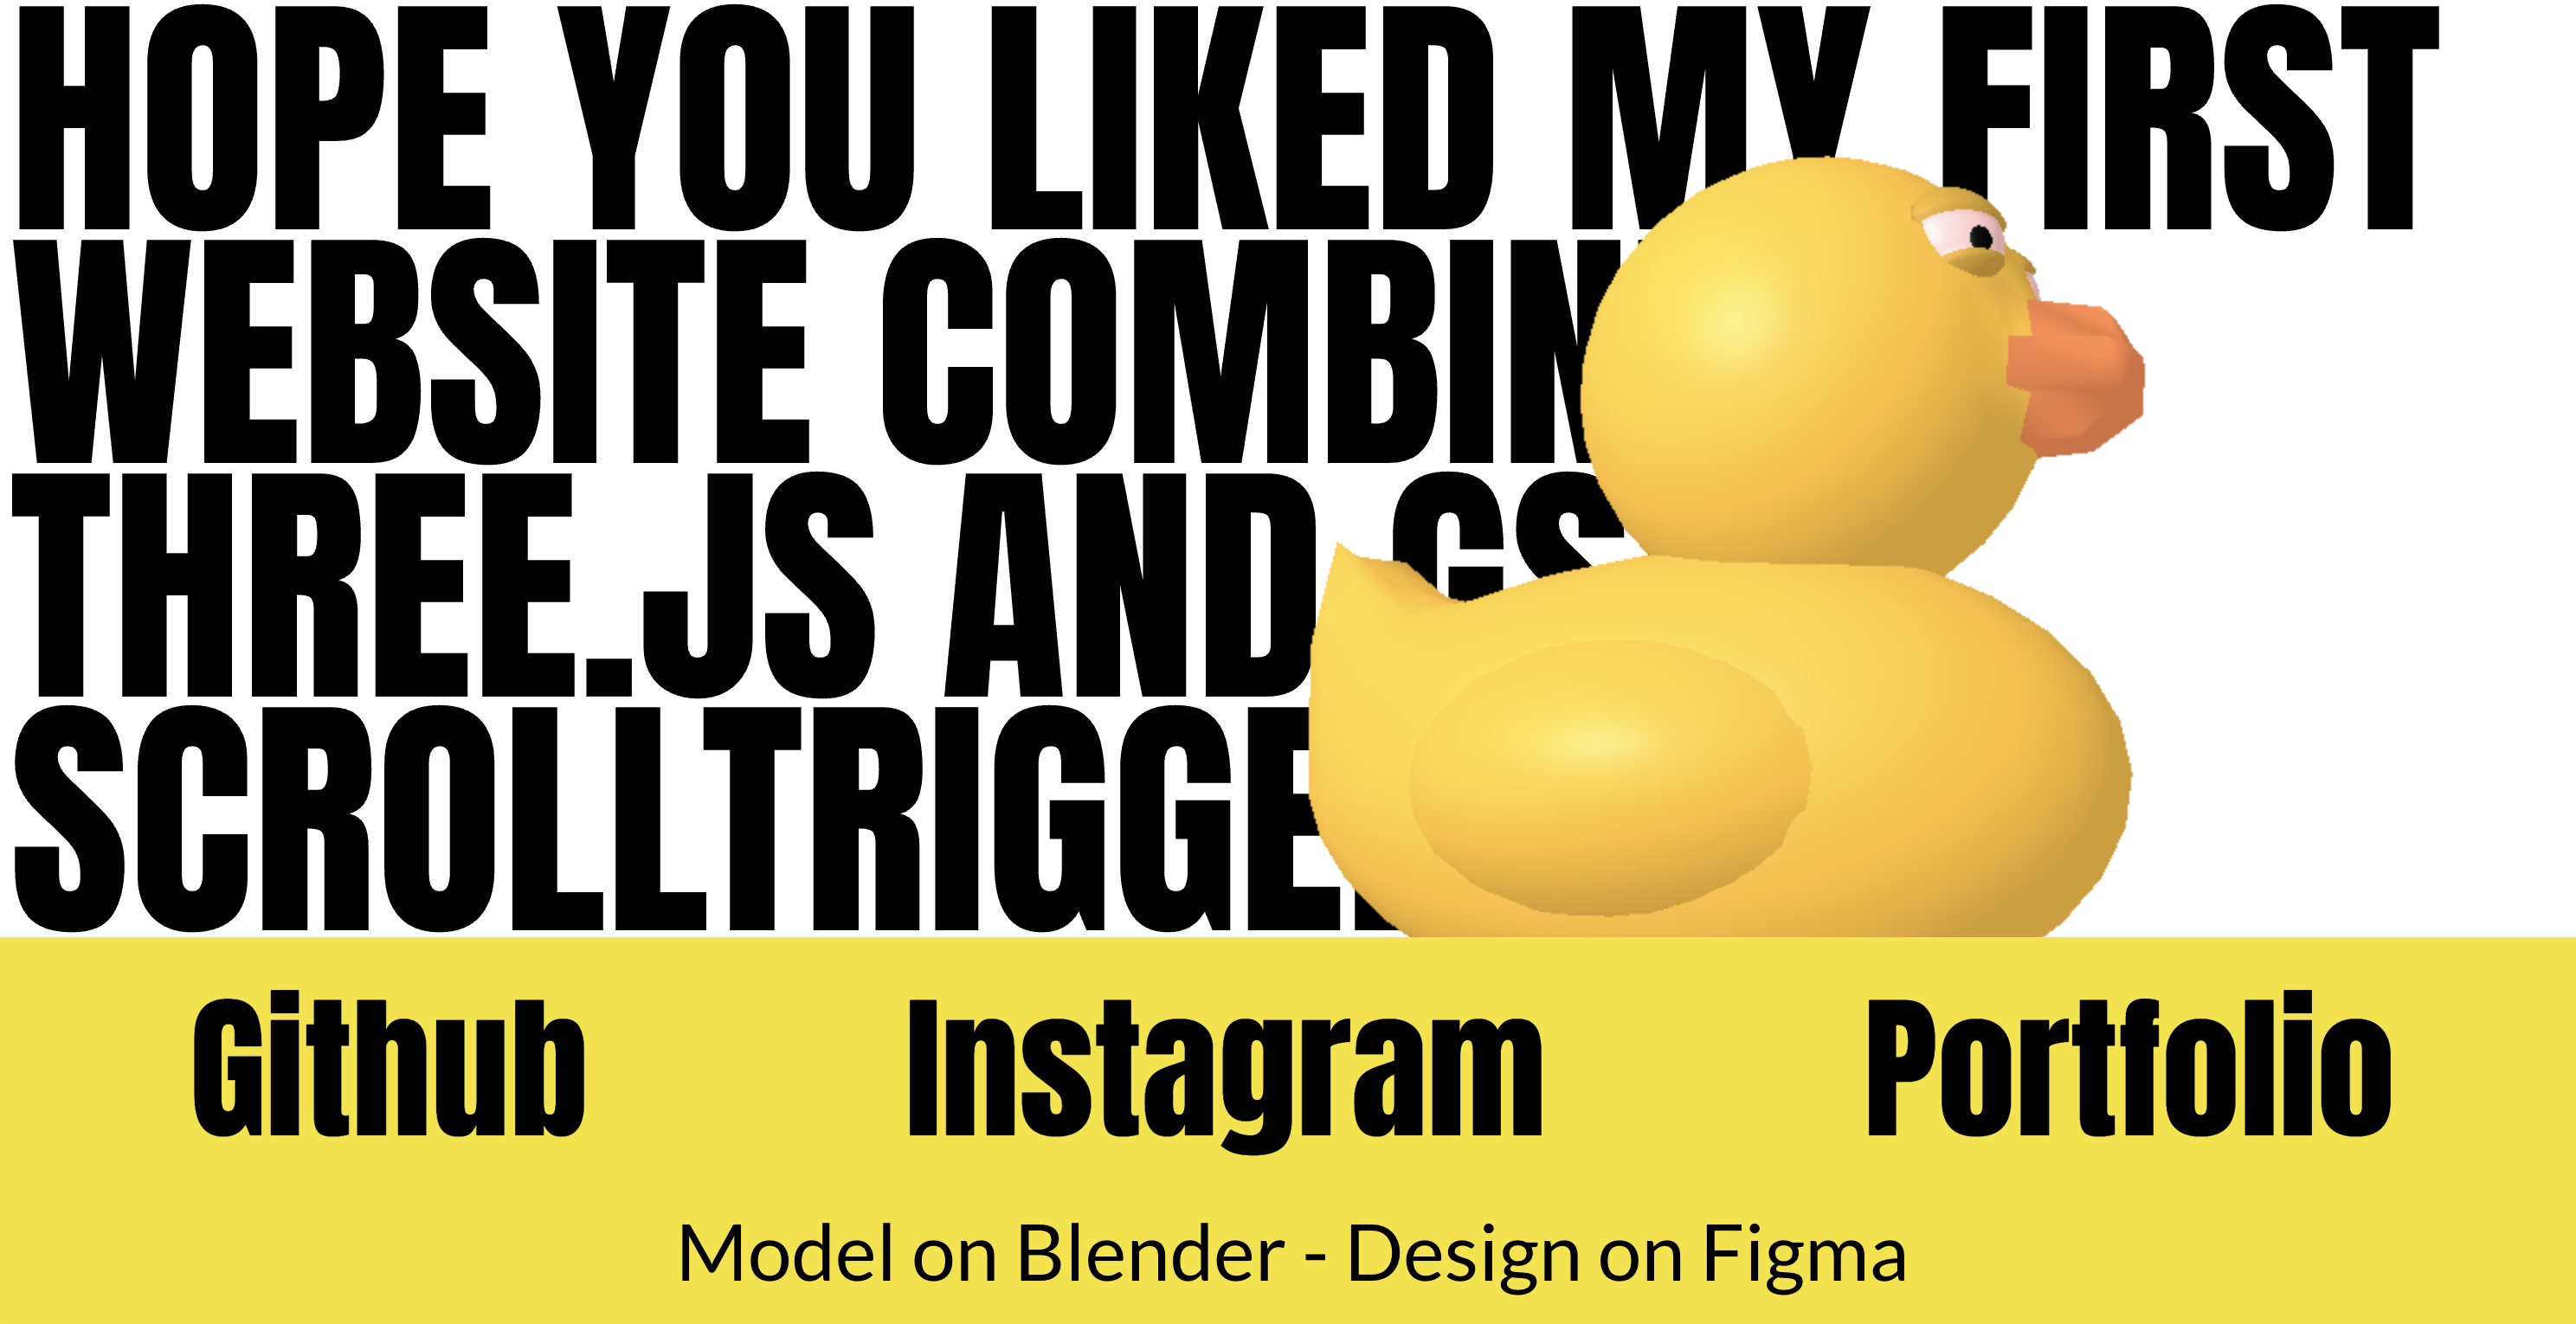 HOPE YOU LIKED MY FIRST
WEBSITE
THREE.JS AND
Github Instagram Portfolio
Model on Blender - Design on Figma